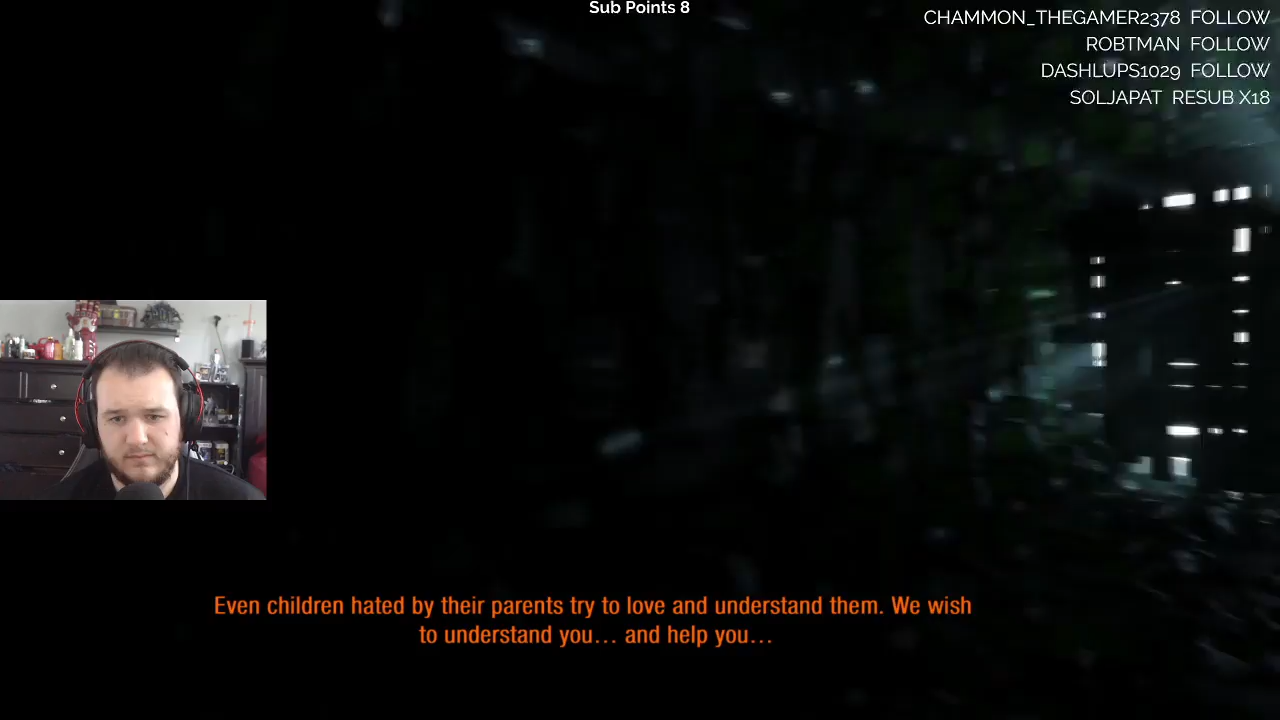 Sub Points 8
CHAMMON_THEGAMER2378 FOLLOW
ROBTMAN FOLLOW
DASHLUPS1029 FOLLOW
SOLJAPAT RESUB X18
Even children hated by their parents try to love and understand them. We wish
to understand you... and help you...